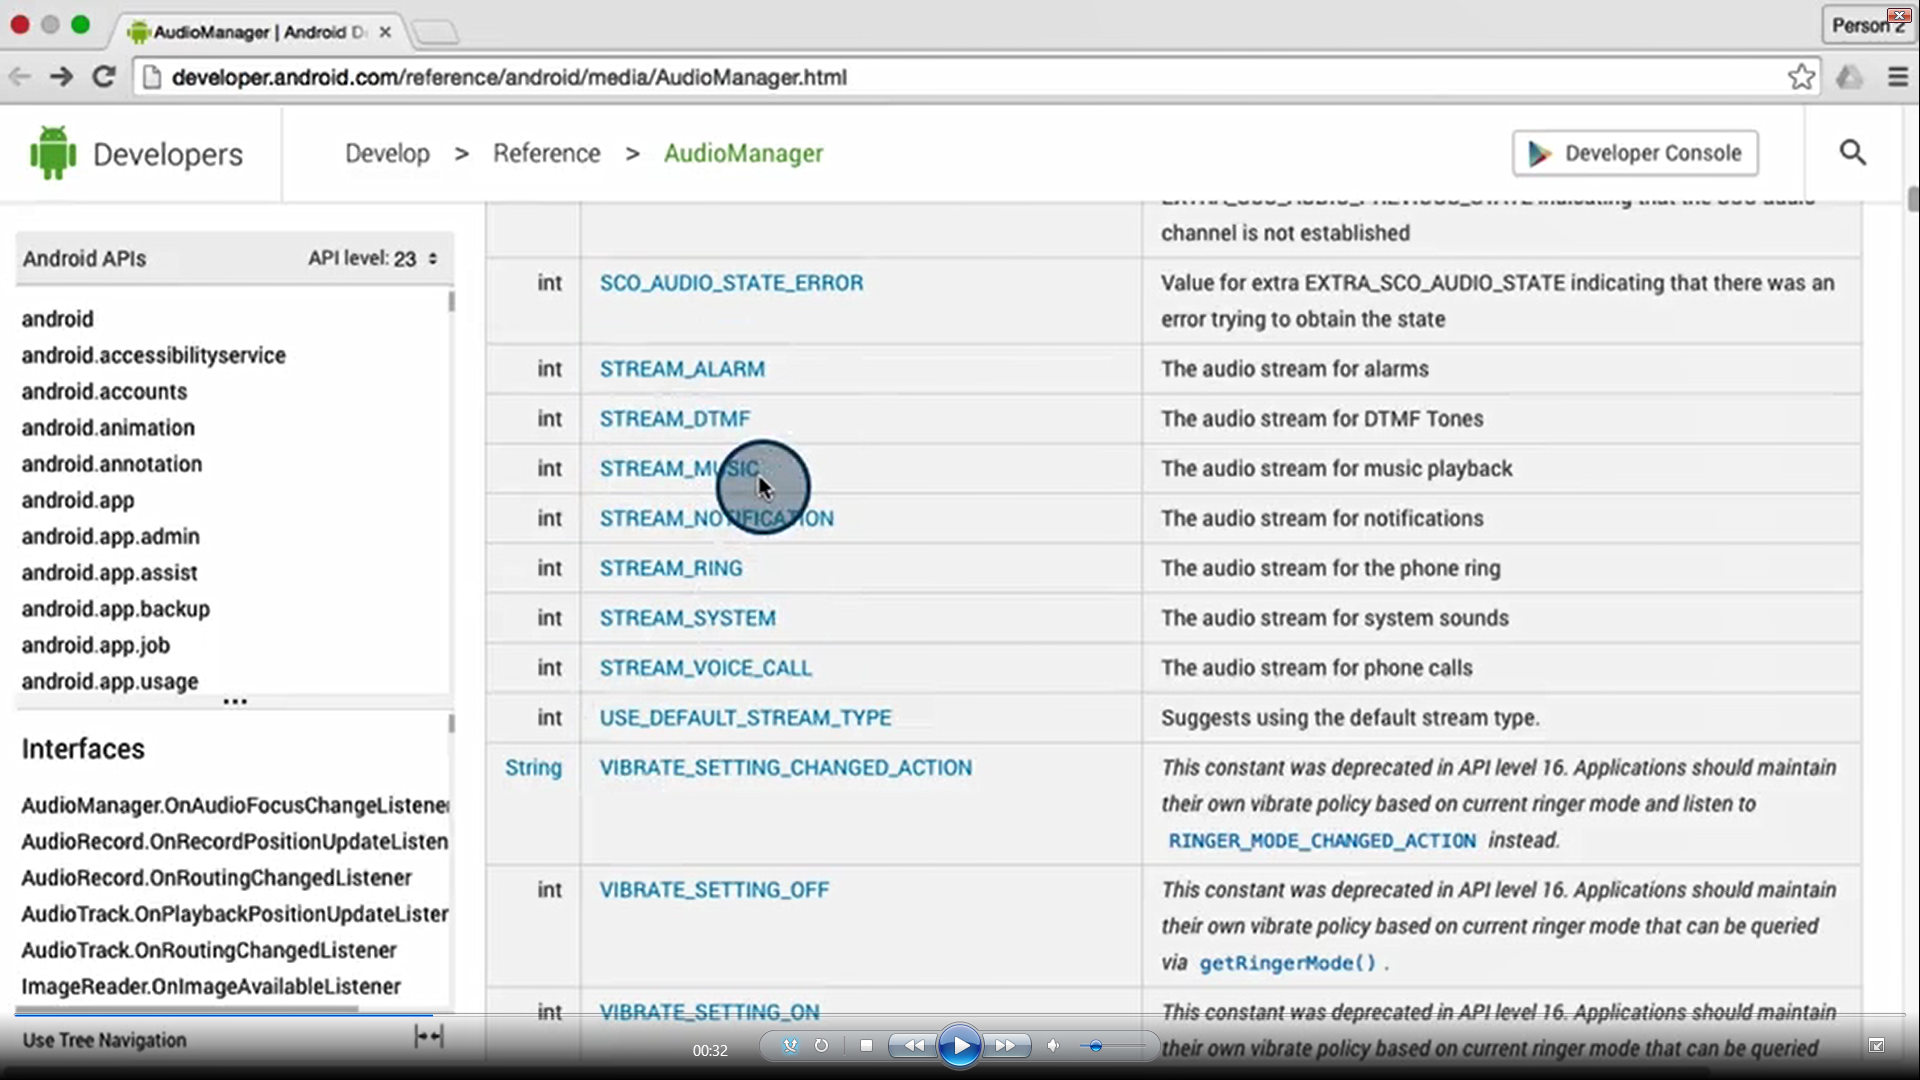 AudioManager | Android D
Person 2
developer.android.com/reference/android/media/AudioManager.html
Developers
Develop > Reference > AudioManager
Developer Console
Android APIs
API level: 23
android
android.accessibilityservice
android.accounts
android.animation
android.annotation
android.app
android.app.admin
android.app.assist
android.app.backup
android.app.job
android.app.usage
Interfaces
AudioManager.OnAudioFocusChangeListener
AudioRecord.OnRecordPositionUpdateListen
AudioRecord.OnRoutingChangedListener
AudioTrack.OnPlaybackPositionUpdateLister
AudioTrack.OnRoutingChangedListener
ImageReader.OnImageAvailableListener
Use Tree Navigation
channel is not established
int SCO_AUDIO_STATE_ERROR Value for extra EXTRA_SCO_AUDIO_STATE indicating that there was an
error trying to obtain the state
int STREAM_ALARM The audio stream for alarms
int STREAM_DTMF The audio stream for DTMF Tones
int STREAM_MUSIC The audio stream for music playback
int STREAM_NOTIFICATION The audio stream for notifications
int STREAM_RING The audio stream for the phone ring
int STREAM_SYSTEM The audio stream for system sounds
int STREAM_VOICE_CALL The audio stream for phone calls
int USE_DEFAULT_STREAM_TYPE Suggests using the default stream type.
String VIBRATE_SETTING_CHANGED_ACTION This constant was deprecated in API level 16. Applications should maintain
their own vibrate policy based on current ringer mode and listen to
RINGER_MODE_CHANGED_ACTION instead.
int VIBRATE_SETTING_OFF This constant was deprecated in API level 16. Applications should maintain
their own vibrate policy based on current ringer mode that can be queried
via getRingerMode() .
int VIBRATE_SETTING_ON This constant was deprecated in API level 16. Applications should maintain
their own vibrate policy based on current ringer mode that can be queried
00:32